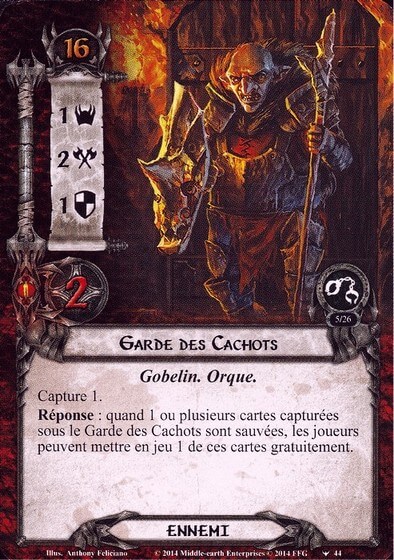 16
1
2
1
2
5/26
GARDE DES CACHOTS
Gobelin. Orque.
Capture 1.
Réponse : quand 1 ou plusieurs cartes capturées
sous le Garde des Cachots sont sauvées, les joueurs
peuvent mettre en jeu 1 de ces cartes gratuitement.
ENNEMI
Illus. Anthony Feliciano © 2014 Middle-earth Enterprises © 2014 FFG 44